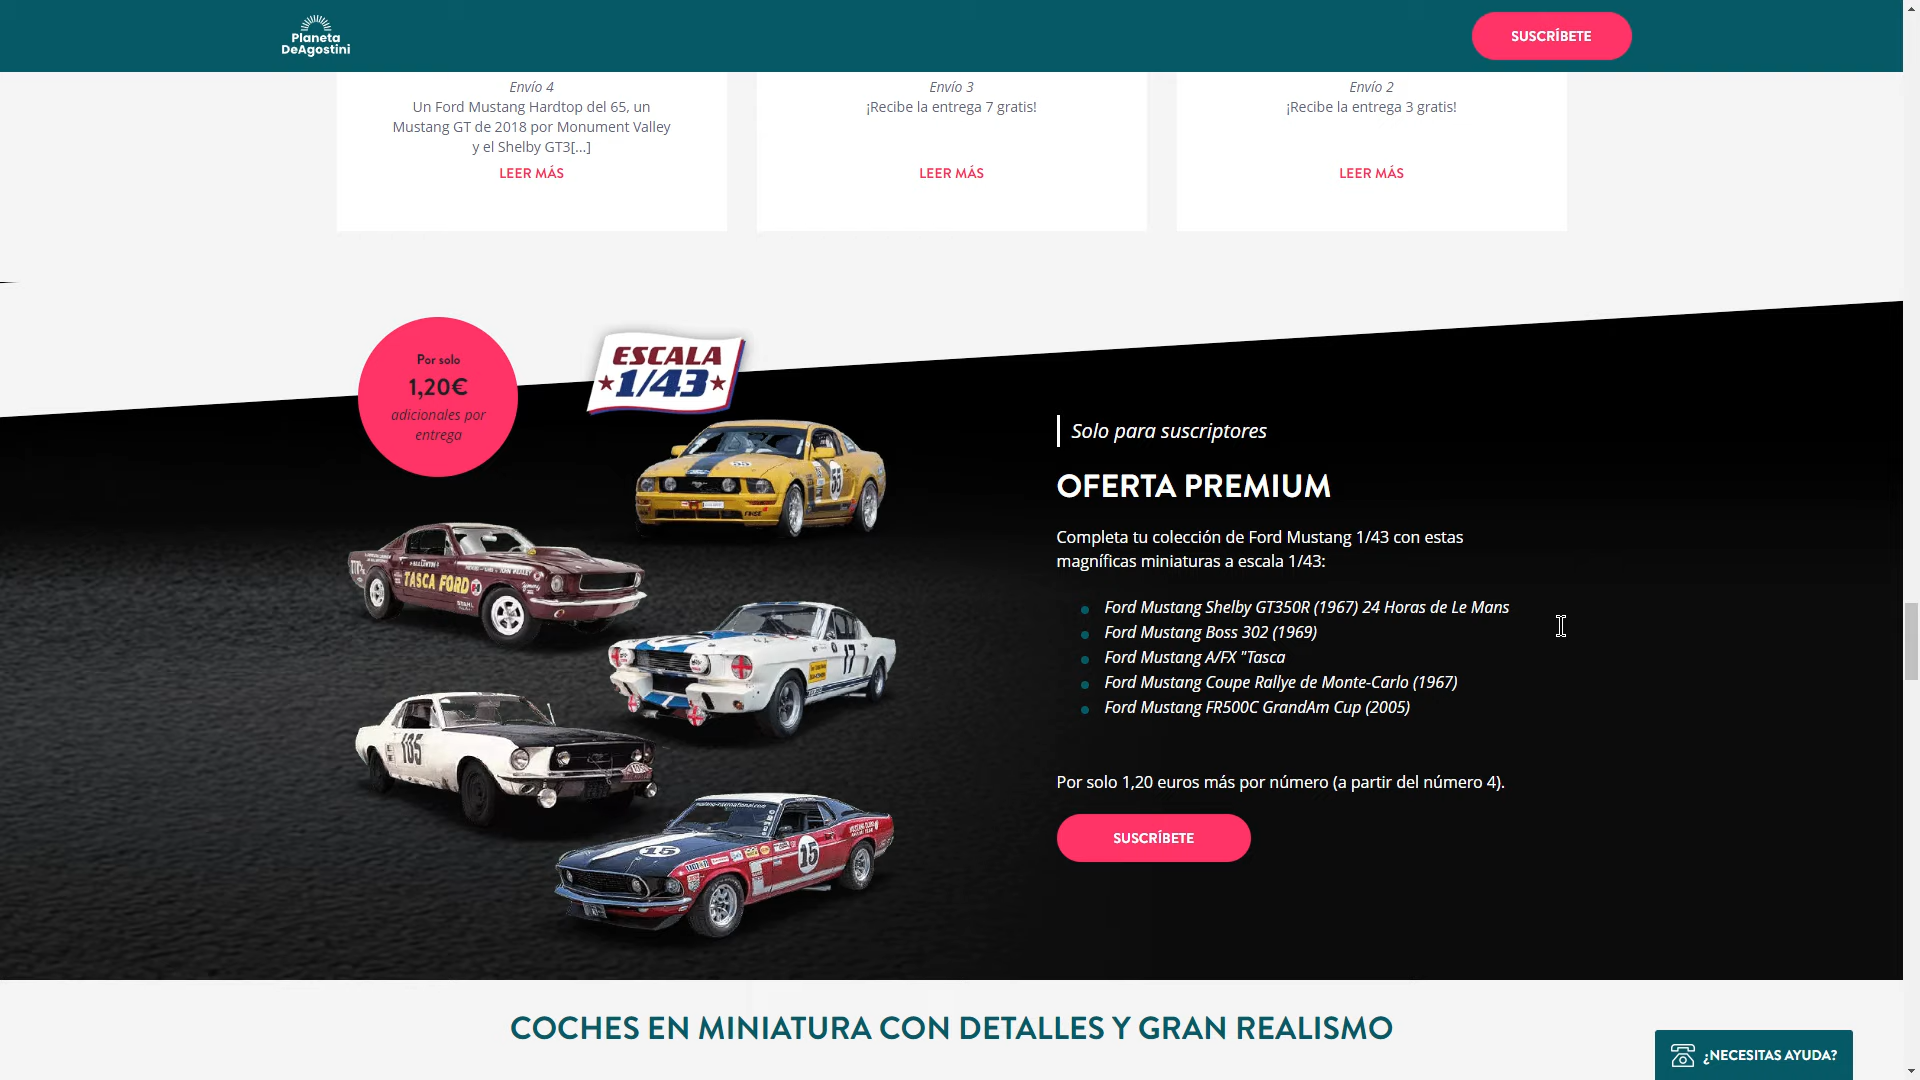 Planeta
DeAgostini
SUSCRÍBETE
Envío 4
Un Ford Mustang Hardtop del 65, un
Mustang GT de 2018 por Monument Valley
y el Shelby GT3[...]
LEER MÁS
Envío 3
¡Recibe la entrega 7 gratis!
LEER MÁS
Envío 2
¡Recibe la entrega 3 gratis!
LEER MÁS
Por solo
1,20€
adicionales por
entrega
ESCALA
1/43
55
TASCA FORD
17
105
15
15
Solo para suscriptores
OFERTA PREMIUM
Completa tu colección de Ford Mustang 1/43 con estas
magníficas miniaturas a escala 1/43:
Ford Mustang Shelby GT350R (1967) 24 Horas de Le Mans
Ford Mustang Boss 302 (1969)
Ford Mustang A/FX "Tasca
Ford Mustang Coupe Rallye de Monte-Carlo (1967)
Ford Mustang FR500C GrandAm Cup (2005)
Por solo 1,20 euros más por número (a partir del número 4).
SUSCRÍBETE
COCHES EN MINIATURA CON DETALLES Y GRAN REALISMO
¿NECESITAS AYUDA?